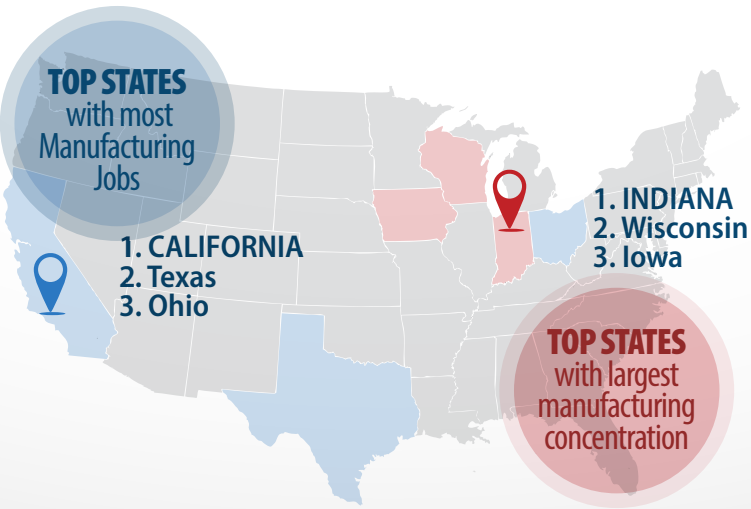 TOP STATES
with most
Manufacturing
Jobs
1. CALIFORNIA
2. Texas
3. Ohio
1. INDIANA
2. Wisconsin
3. Iowa
TOP STATES
with largest
manufacturing
concentration